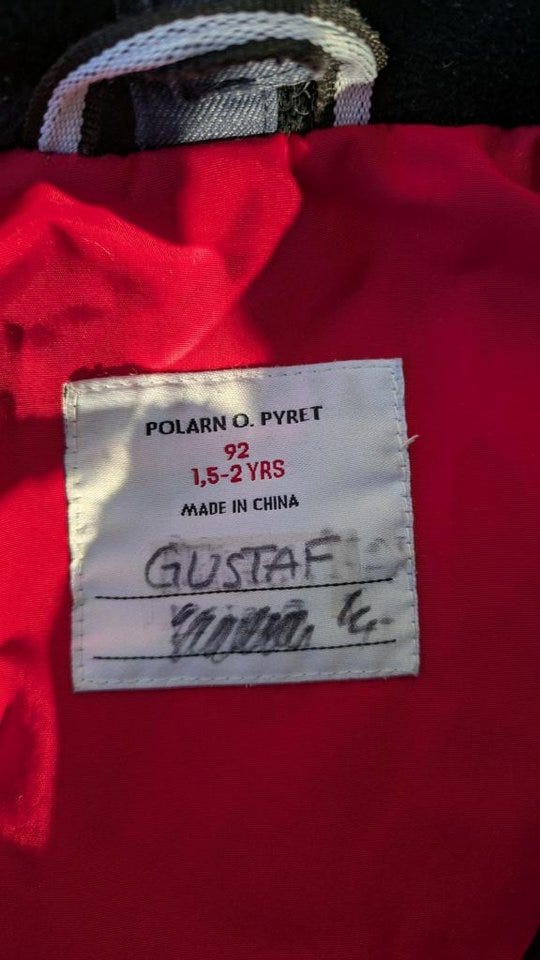 POLARN O. PYRET
92
1,5-2 YRS
MADE IN CHINA
GUSTAF